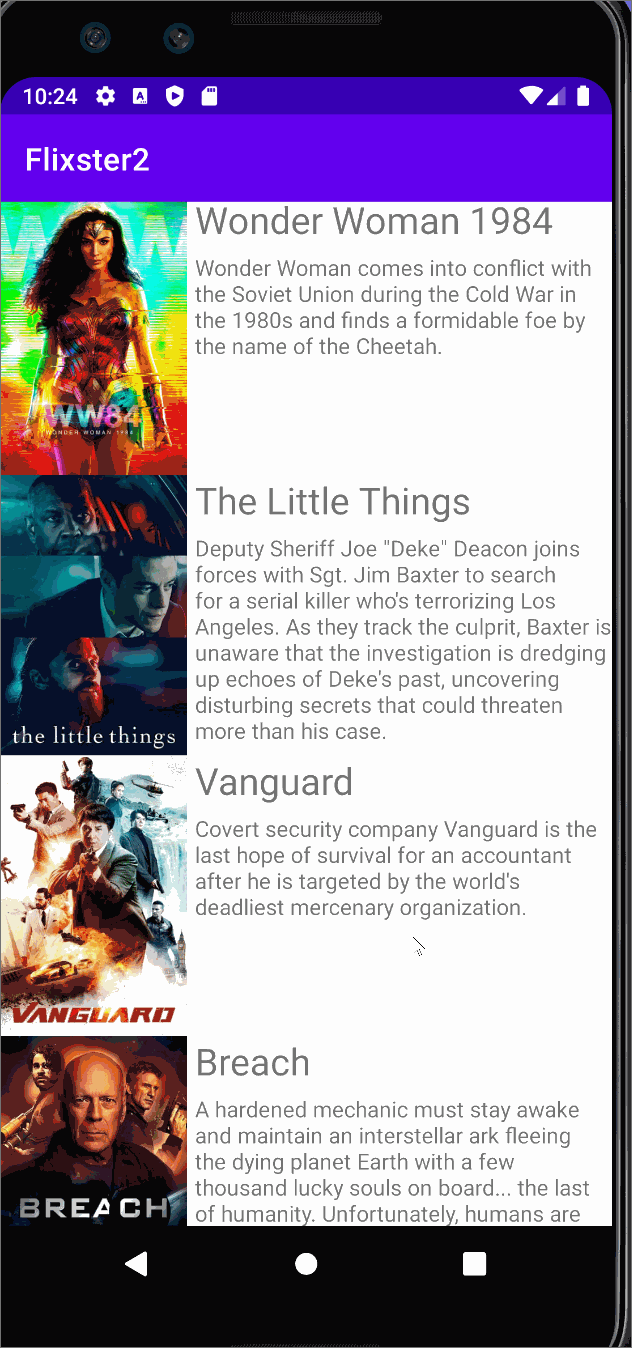 10:24
Flixster2
Wonder Woman 1984
Wonder Woman comes into conflict with
the Soviet Union during the Cold War in
the 1980s and finds a formidable foe by
the name of the Cheetah.
WW84
WONDER WOMAN 1984
The Little Things
Deputy Sheriff Joe "Deke" Deacon joins
forces with Sgt. Jim Baxter to search
for a serial killer who's terrorizing Los
Angeles. As they track the culprit, Baxter is
unaware that the investigation is dredging
up echoes of Deke's past, uncovering
disturbing secrets that could threaten
more than his case.
the little things
Vanguard
Covert security company Vanguard is the
last hope of survival for an accountant
after he is targeted by the world's
deadliest mercenary organization.
VANGUARD
Breach
A hardened mechanic must stay awake
and maintain an interstellar ark fleeing
the dying planet Earth with a few
thousand lucky souls on board... the last
of humanity. Unfortunately, humans are
BREACH